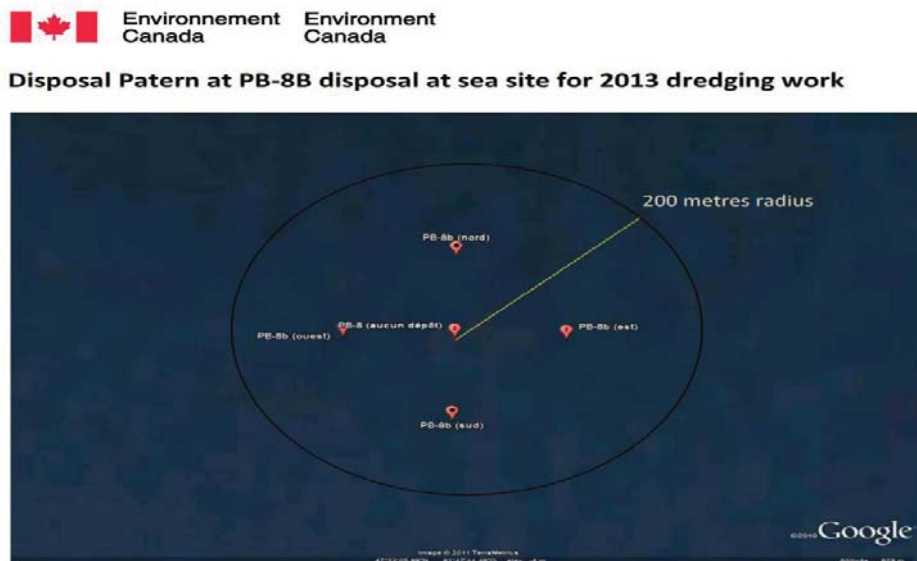 Environnement Environment
Canada Canada
Disposal Patern at PB-8B disposal at sea site for 2013 dredging work
200 metres radius
PB-8b (nord)
PB-8b (ouest)
PB-8 (aucun dépôt)
PB-8b (est)
PB-8b (sud)
©2010 Google
Image © 2011 TerraMetrics